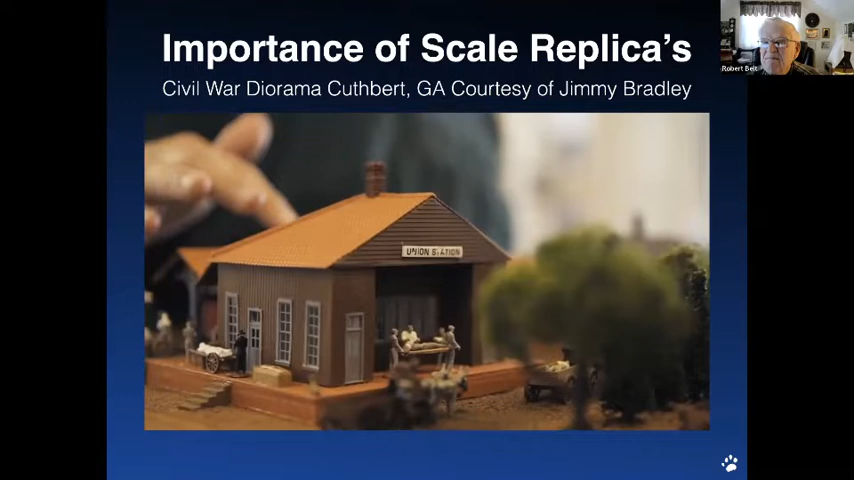 Importance of Scale Replica's
Civil War Diorama Cuthbert, GA Courtesy of Jimmy Bradley
Robert Belt
UNION STATION